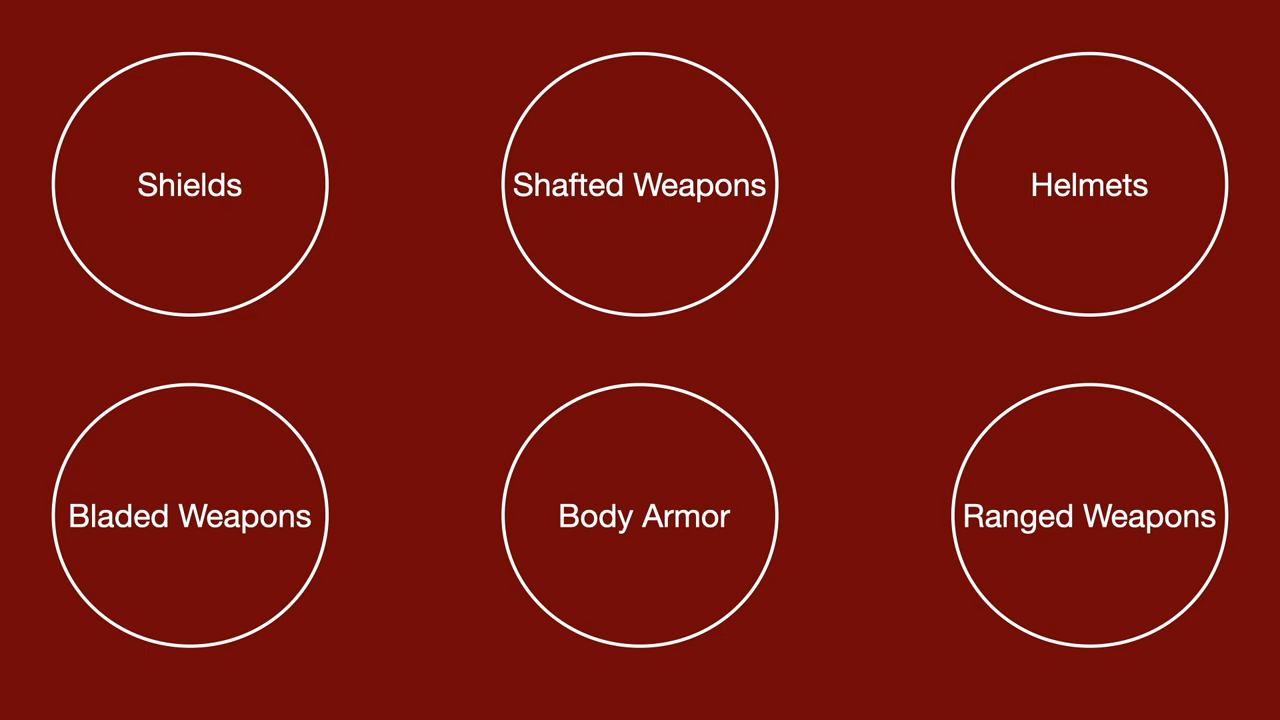 Shields
Shafted Weapons
Helmets
Bladed Weapons
Body Armor
Ranged Weapons